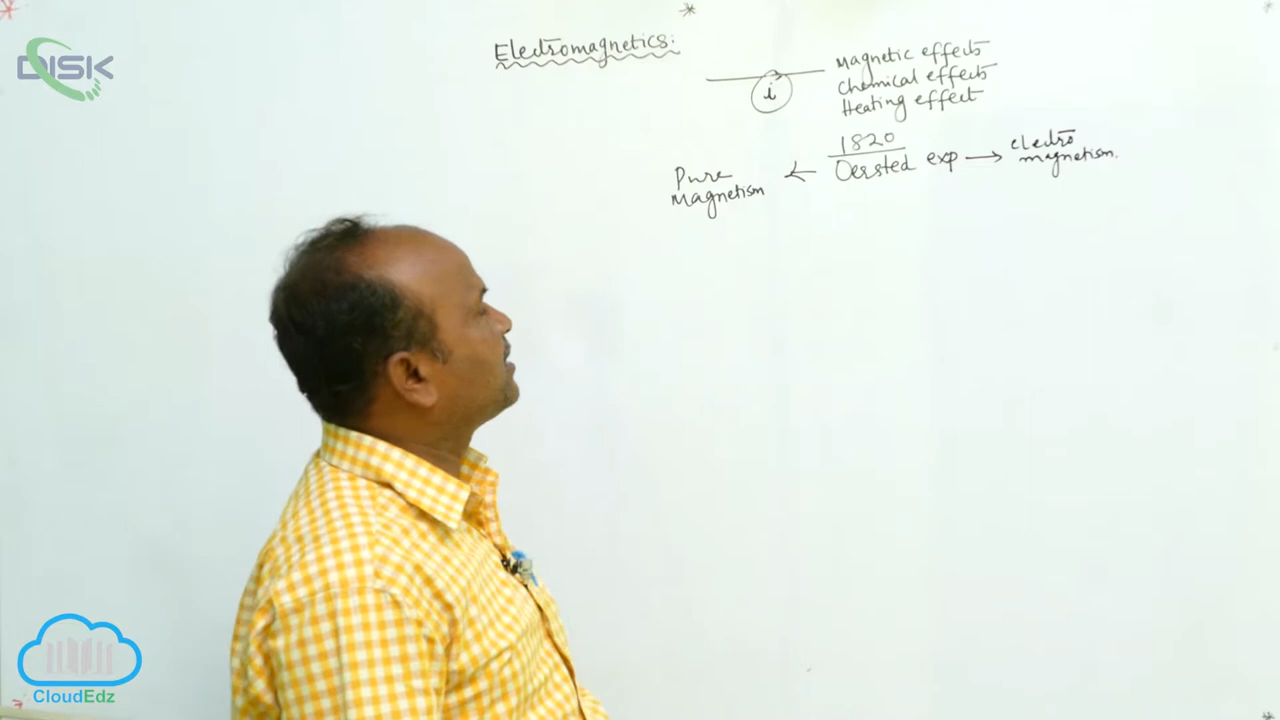 DISK
Electromagnetics:
i
Magnetic effects
Chemical effects
Heating effect
1820
Pure magnetism ← Oersted exp → electro magnetism.
CloudEdz